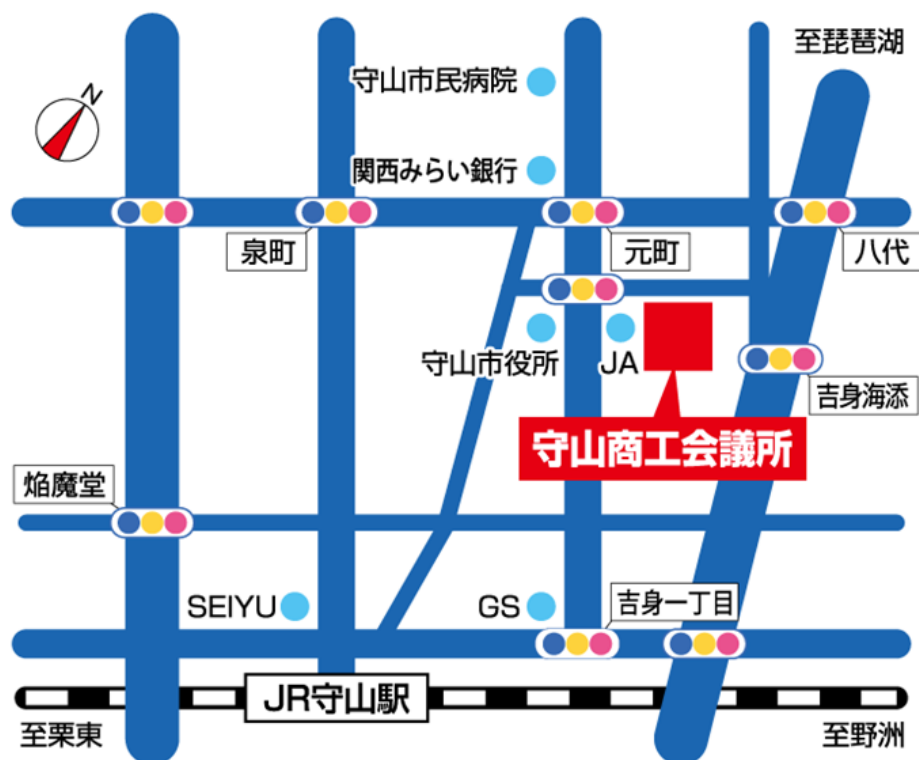 至琵琶湖
守山市民病院
N
関西みらい銀行
泉町
元町
八代
守山市役所
JA
吉身海添
守山商工会議所
焔魔堂
SEIYU
GS
吉身一丁目
JR守山駅
至栗東
至野洲